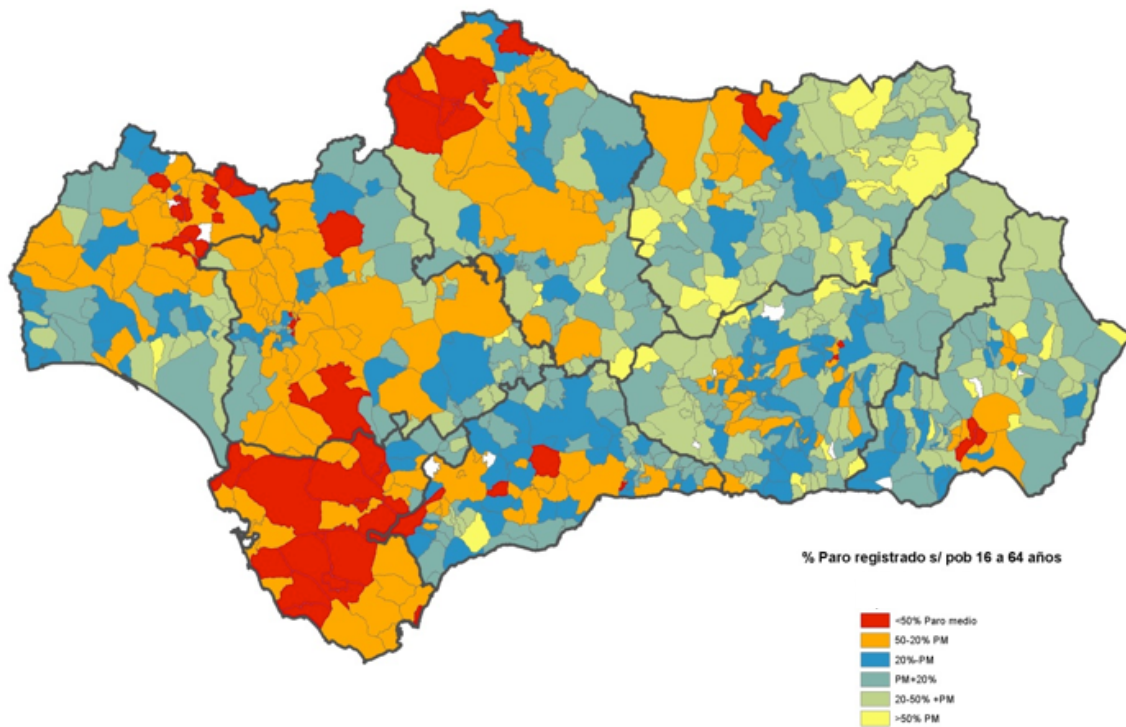 % Paro registrado s/ pob 16 a 64 años
<50% Paro medio
50-20% PM
20%-PM
PM+20%
20-50% +PM
>50% PM